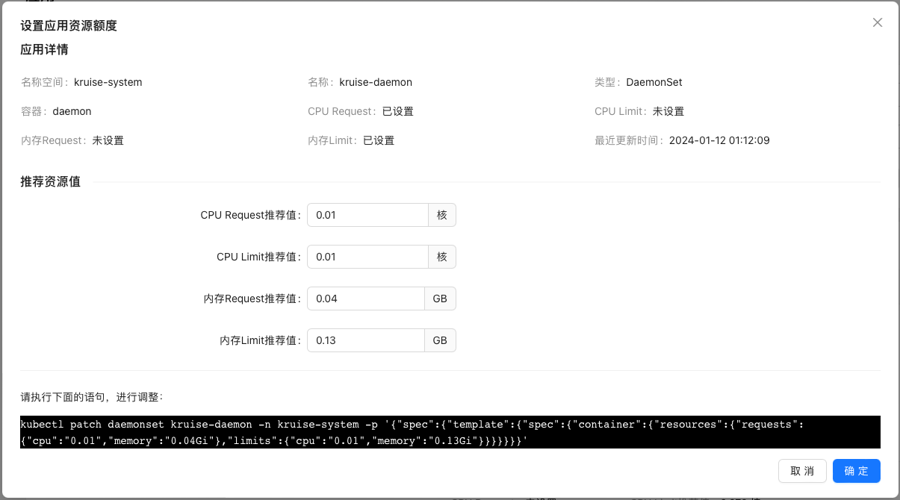 设置应用资源额度
应用详情
名称空间：kruise-system 名称：kruise-daemon 类型：DaemonSet
容器：daemon CPU Request：已设置 CPU Limit：未设置
内存Request：未设置 内存Limit：已设置 最近更新时间：2024-01-12 01:12:09
推荐资源值
CPU Request推荐值： 0.01 核
CPU Limit推荐值： 0.01 核
内存Request推荐值： 0.04 GB
内存Limit推荐值： 0.13 GB
请执行下面的语句，进行调整：
kubectl patch daemonset kruise-daemon -n kruise-system -p '{"spec":{"template":{"spec":{"container":{"resources":{"requests":
{"cpu":"0.01","memory":"0.04Gi"},"limits":{"cpu":"0.01","memory":"0.13Gi"}}}}}}}'
取 消 确 定